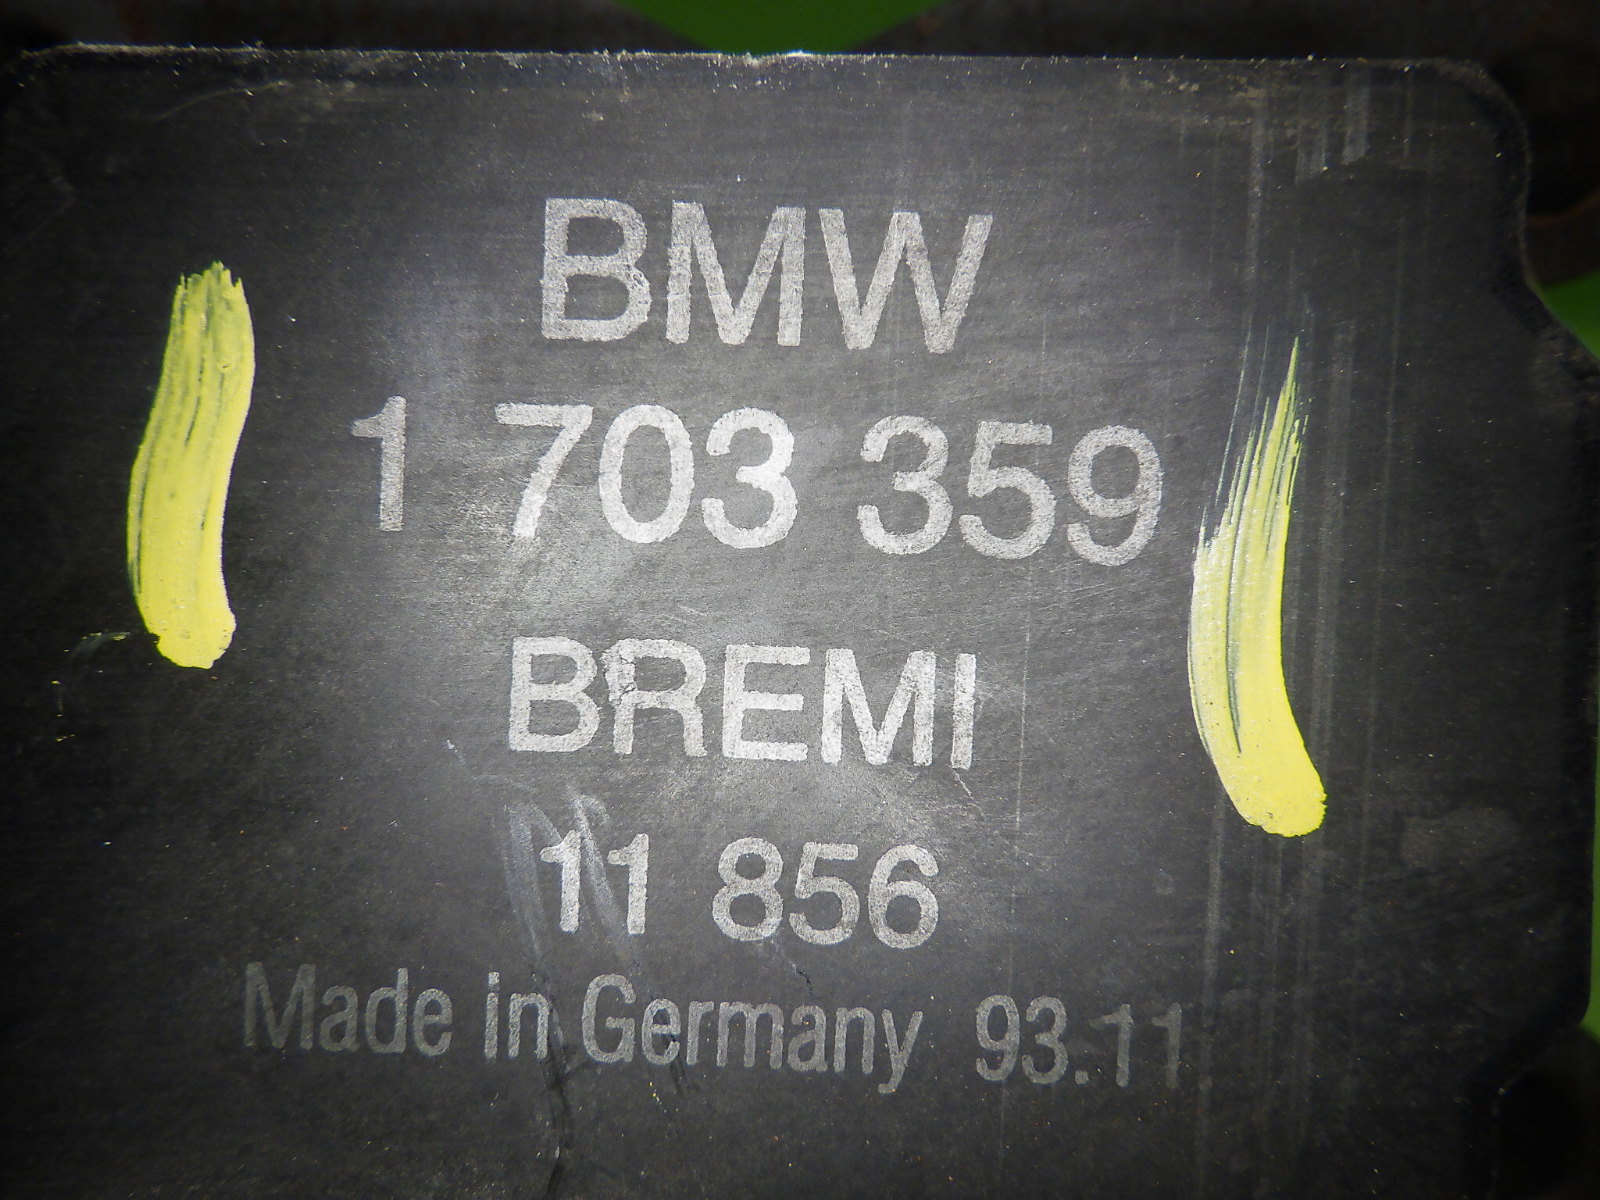 BMW
1 703 359
BREMI
11 856
Made in Germany 93.11